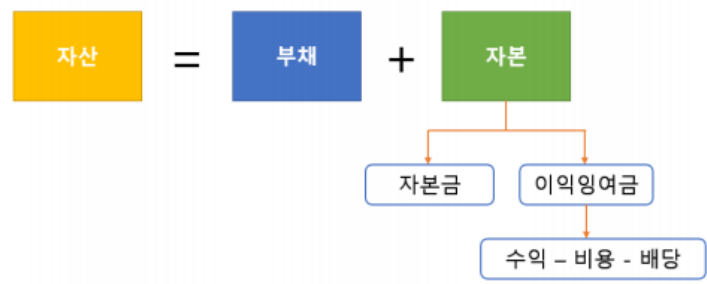 자산 = 부채 + 자본
자본금 이익잉여금
수익 – 비용 - 배당